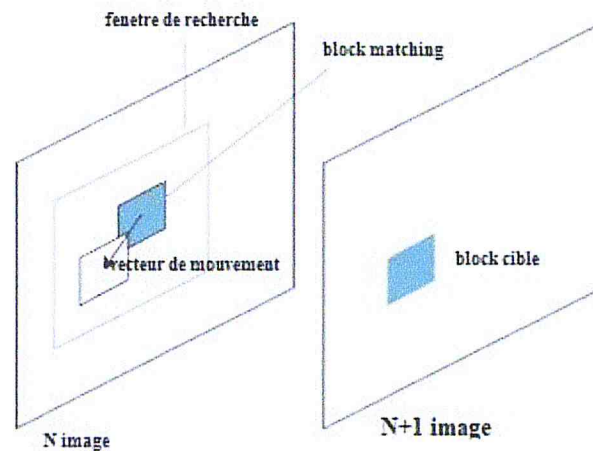 fenetre de recherche
block matching
vecteur de mouvement
block cible
N image
N+1 image